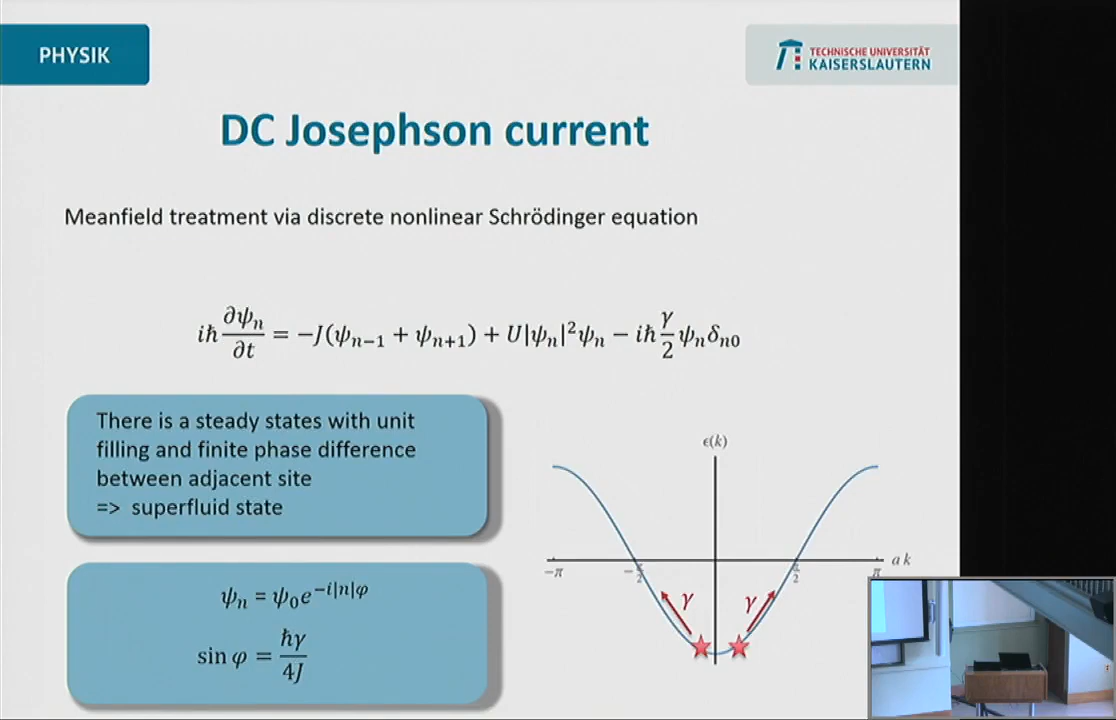 PHYSIK
TECHNISCHE UNIVERSITÄT
KAISERSLAUTERN
DC Josephson current
Meanfield treatment via discrete nonlinear Schrödinger equation
iħ ∂ψₙ/∂t = −J(ψₙ₋₁ + ψₙ₊₁) + U|ψₙ|²ψₙ − iħ γ/2 ψₙδₙ₀
There is a steady states with unit
filling and finite phase difference
between adjacent site
=> superfluid state
ψₙ = ψ₀e^{−i|n|φ}
sin φ = ħγ/4J
ϵ(k)
−π −π/2 π/2 π a k
γ γ